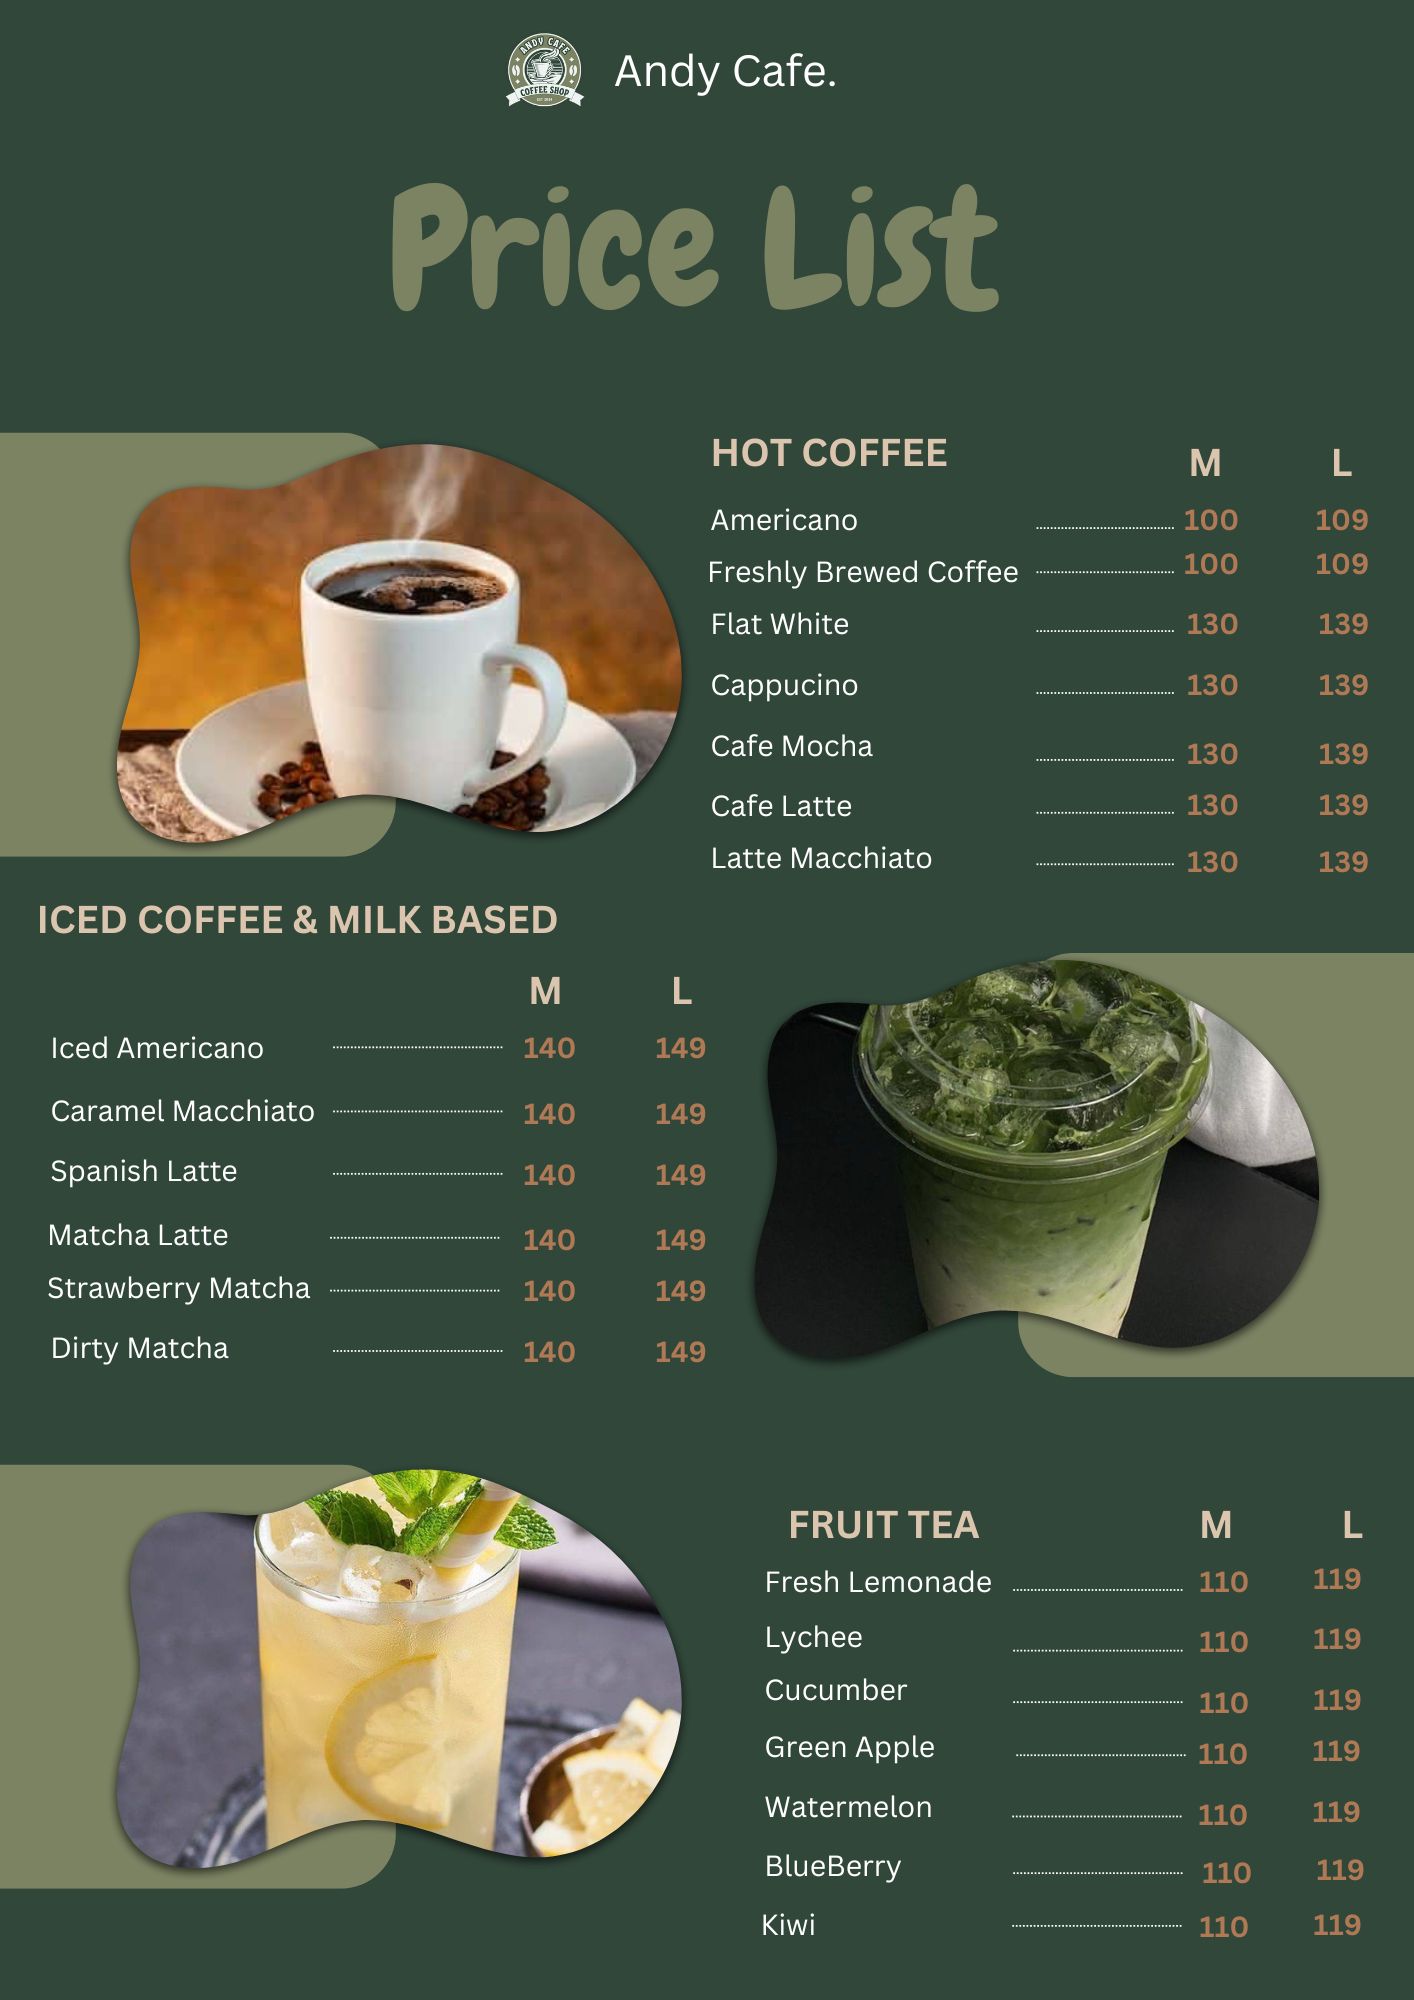 ANDY CAFE
COFFEE SHOP
Andy Cafe.
Price List
HOT COFFEE M L
Americano 100 109
Freshly Brewed Coffee 100 109
Flat White 130 139
Cappucino 130 139
Cafe Mocha 130 139
Cafe Latte 130 139
Latte Macchiato 130 139
ICED COFFEE & MILK BASED
M L
Iced Americano 140 149
Caramel Macchiato 140 149
Spanish Latte 140 149
Matcha Latte 140 149
Strawberry Matcha 140 149
Dirty Matcha 140 149
FRUIT TEA M L
Fresh Lemonade 110 119
Lychee 110 119
Cucumber 110 119
Green Apple 110 119
Watermelon 110 119
BlueBerry 110 119
Kiwi 110 119